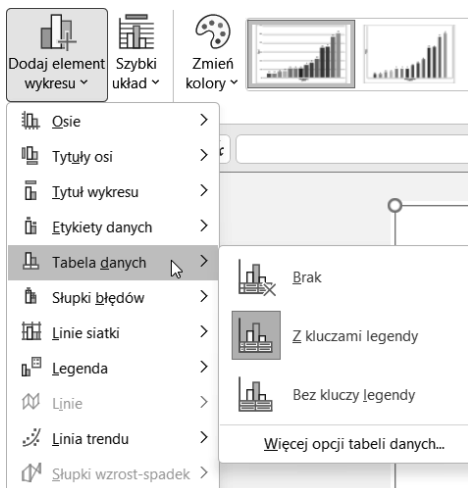 Dodaj element
wykresu
Szybki
układ
Zmień
kolory
Osie
Tytuły osi
Tytuł wykresu
Etykiety danych
Tabela danych
Słupki błędów
Linie siatki
Legenda
Linie
Linia trendu
Słupki wzrost-spadek
Brak
Z kluczami legendy
Bez kluczy legendy
Więcej opcji tabeli danych...